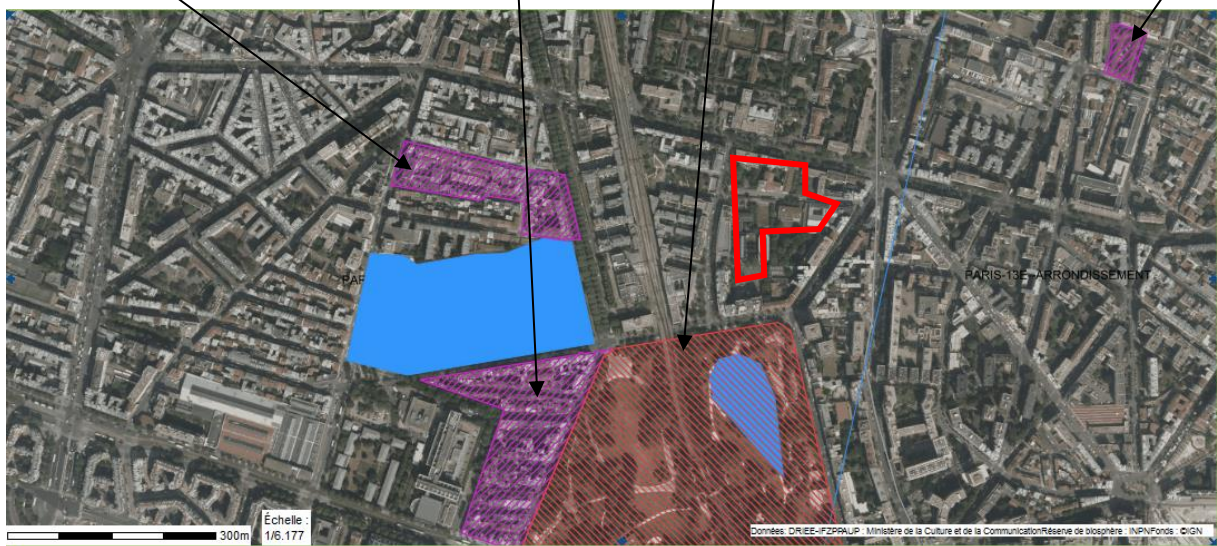 PAR
PARIS-13E--ARRONDISSEMENT
300m
Échelle :
1/6.177
Données: DRIEE-IFZPPAUP : Ministère de la Culture et de la CommunicationRéserve de biosphère : INPNFonds : ©IGN